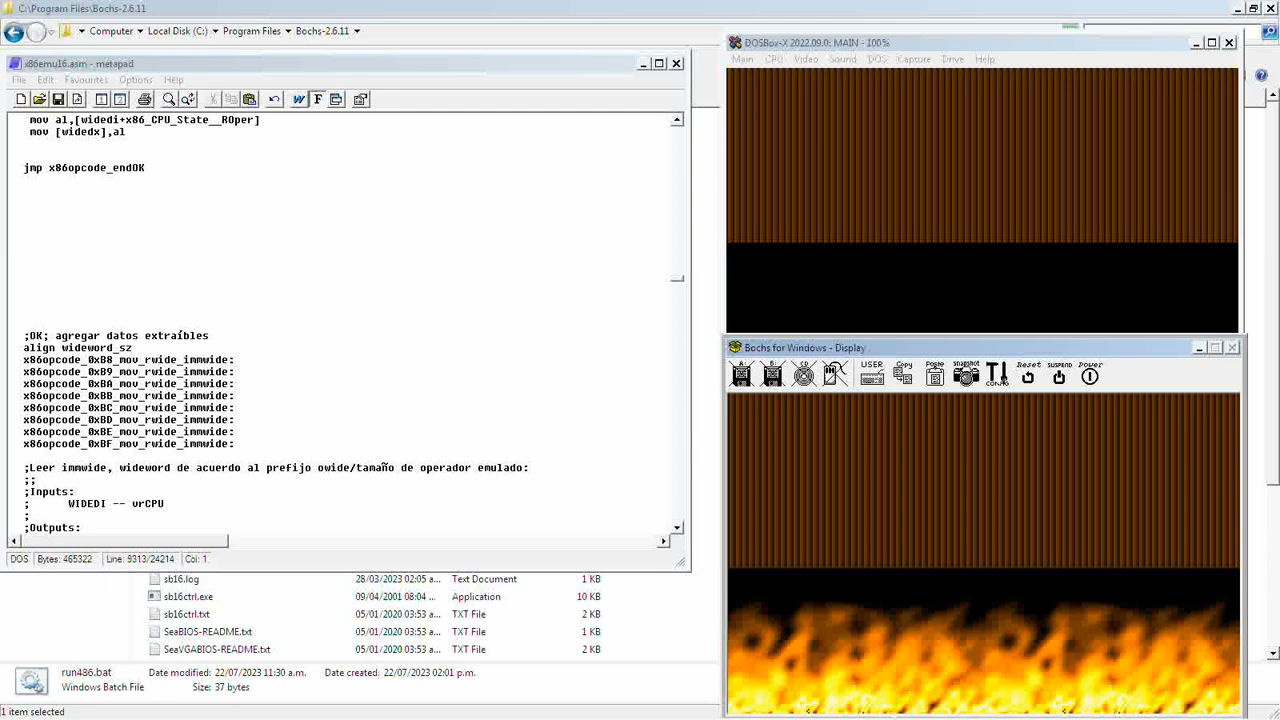 C:\Program Files\Bochs-2.6.11
Computer Local Disk (C:) Program Files Bochs-2.6.11
x86emu16.asm - metapad
File Edit Favourites Options Help
mov al,[widedi+x86_CPU_State__ROper]
mov [widedx],al
jmp x86opcode_endOK
;OK; agregar datos extraíbles
align wideword_sz
x86opcode_0xB8_mov_rwide_immwide:
x86opcode_0xB9_mov_rwide_immwide:
x86opcode_0xBA_mov_rwide_immwide:
x86opcode_0xBB_mov_rwide_immwide:
x86opcode_0xBC_mov_rwide_immwide:
x86opcode_0xBD_mov_rwide_immwide:
x86opcode_0xBE_mov_rwide_immwide:
x86opcode_0xBF_mov_rwide_immwide:
;Leer immwide, wideword de acuerdo al prefijo owide/tamaño de operador emulado:
;;
;Inputs:
; WIDEDI -- vrCPU
;
;Outputs:
DOS Bytes: 465322 Line: 9313/24214 Col: 1
sb16.log 28/03/2023 02:05 a... Text Document 1 KB
sb16ctrl.exe 09/04/2001 08:04 ... Application 10 KB
sb16ctrl.txt 05/01/2020 03:53 a... TXT File 2 KB
SeaBIOS-README.txt 05/01/2020 03:53 a... TXT File 1 KB
SeaVGABIOS-README.txt 05/01/2020 03:53 a... TXT File 1 KB
run486.bat Date modified: 22/07/2023 11:30 a.m. Date created: 22/07/2023 02:01 p.m.
Windows Batch File Size: 37 bytes
1 item selected
DOSBox-X 2022.09.0: MAIN - 100%
Main CPU Video Sound DOS Capture Drive Help
Bochs for Windows - Display
A: B: USER Copy Paste Snapshot CONFIG Reset SUSPEND Power